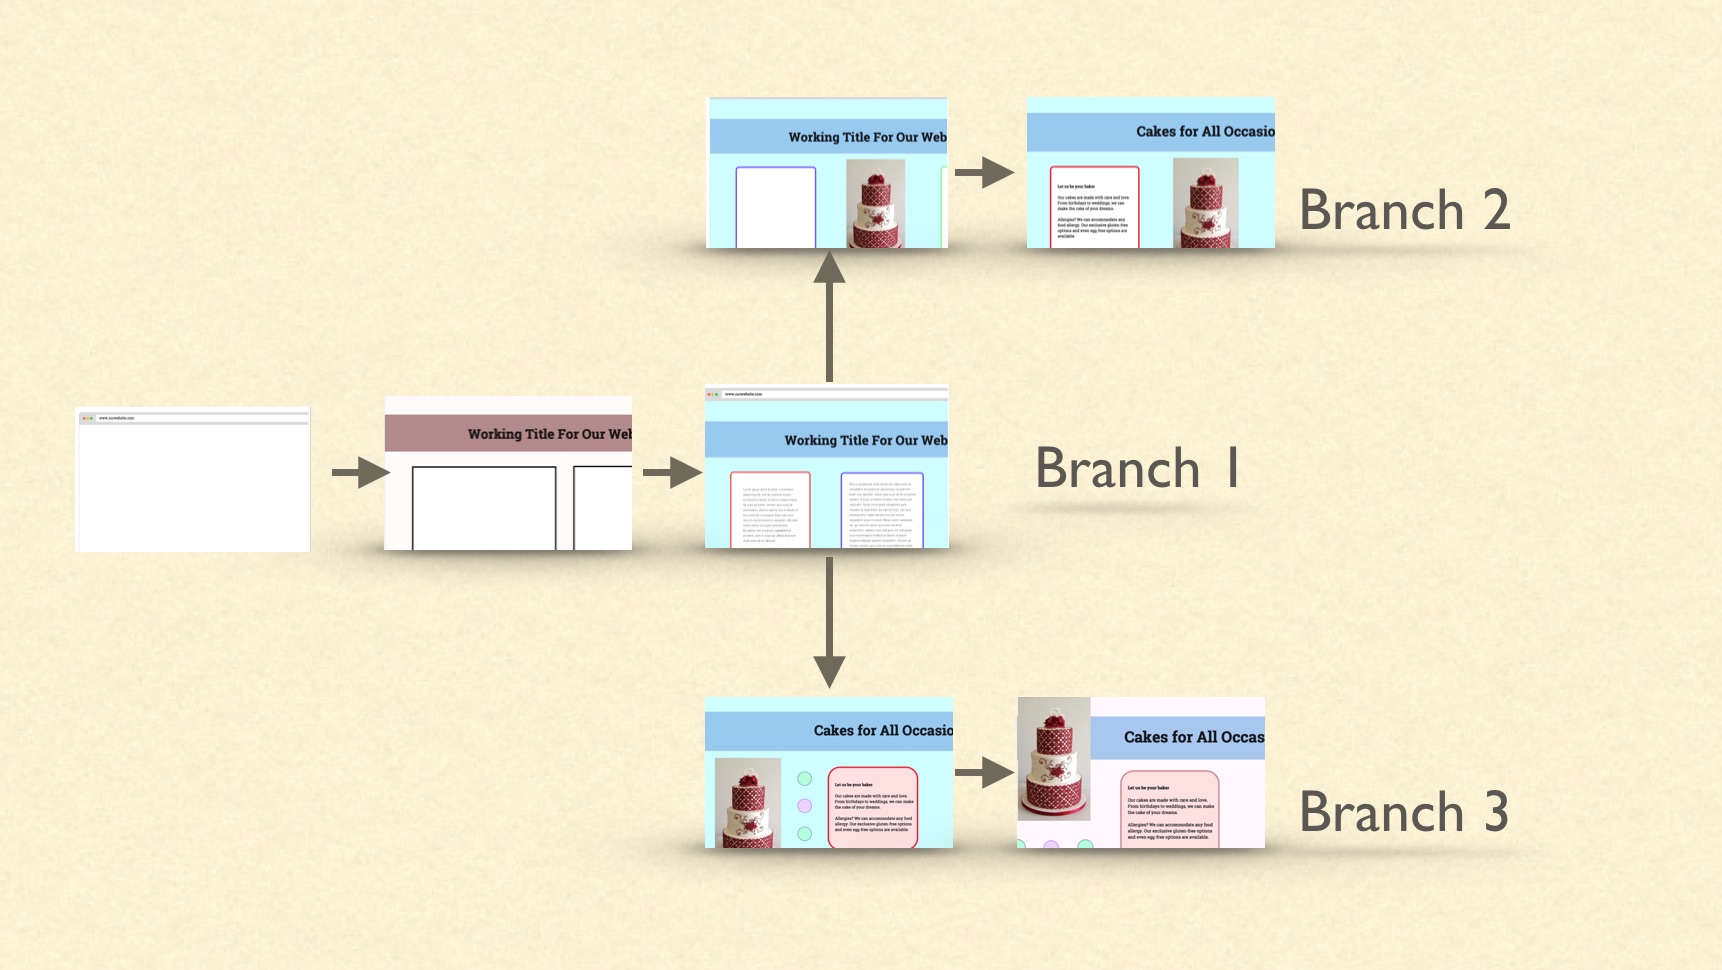 Working Title For Our Web
Cakes for All Occasio
Let us be your baker
Our cakes are made with care and love.
From birthdays to weddings, we can
make the cake of your dreams.
Allergies? We can accommodate any
food allergy. Our exclusive gluten-free
options and even egg-free options are
available.
Branch 2
www.ourwebsite.com
Working Title For Our Web
www.ourwebsite.com
Working Title For Our Web
Branch 1
Cakes for All Occasio
Let us be your baker
Our cakes are made with care and love.
From birthdays to weddings, we can make
the cake of your dreams.
Allergies? We can accommodate any food
allergy. Our exclusive gluten-free options
and even egg-free options are available.
Cakes for All Occas
Let us be your baker
Our cakes are made with care and love.
From birthdays to weddings, we can make
the cake of your dreams.
Allergies? We can accommodate any food
allergy. Our exclusive gluten-free options
and even egg-free options are available.
Branch 3